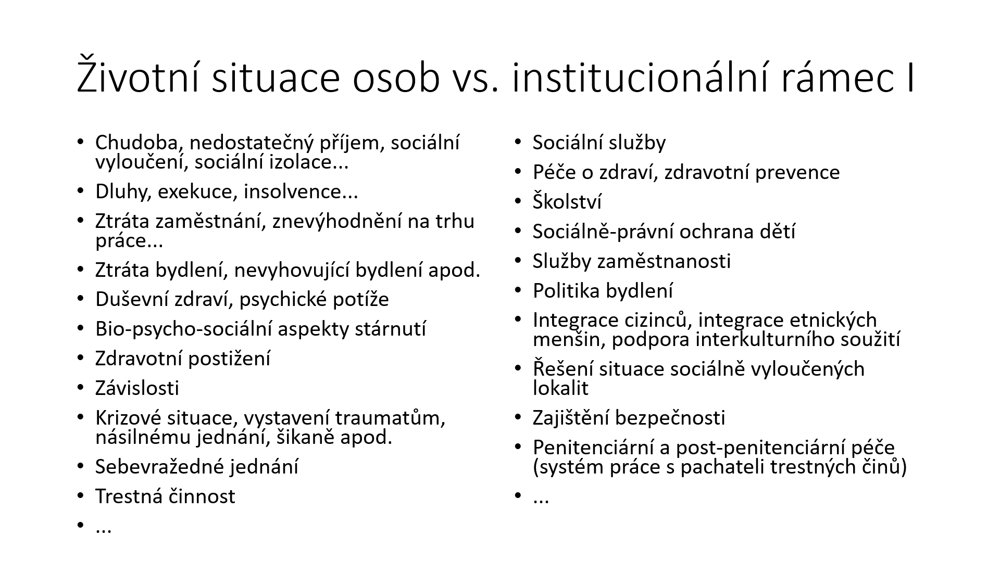 Životní situace osob vs. institucionální rámec I
• Chudoba, nedostatečný příjem, sociální
vyloučení, sociální izolace...
• Dluhy, exekuce, insolvence...
• Ztráta zaměstnání, znevýhodnění na trhu
práce...
• Ztráta bydlení, nevyhovující bydlení apod.
• Duševní zdraví, psychické potíže
• Bio-psycho-sociální aspekty stárnutí
• Zdravotní postižení
• Závislosti
• Krizové situace, vystavení traumatům,
násilnému jednání, šikaně apod.
• Sebevražedné jednání
• Trestná činnost
• ...
• Sociální služby
• Péče o zdraví, zdravotní prevence
• Školství
• Sociálně-právní ochrana dětí
• Služby zaměstnanosti
• Politika bydlení
• Integrace cizinců, integrace etnických
menšin, podpora interkulturního soužití
• Řešení situace sociálně vyloučených
lokalit
• Zajištění bezpečnosti
• Penitenciární a post-penitenciární péče
(systém práce s pachateli trestných činů)
• ...